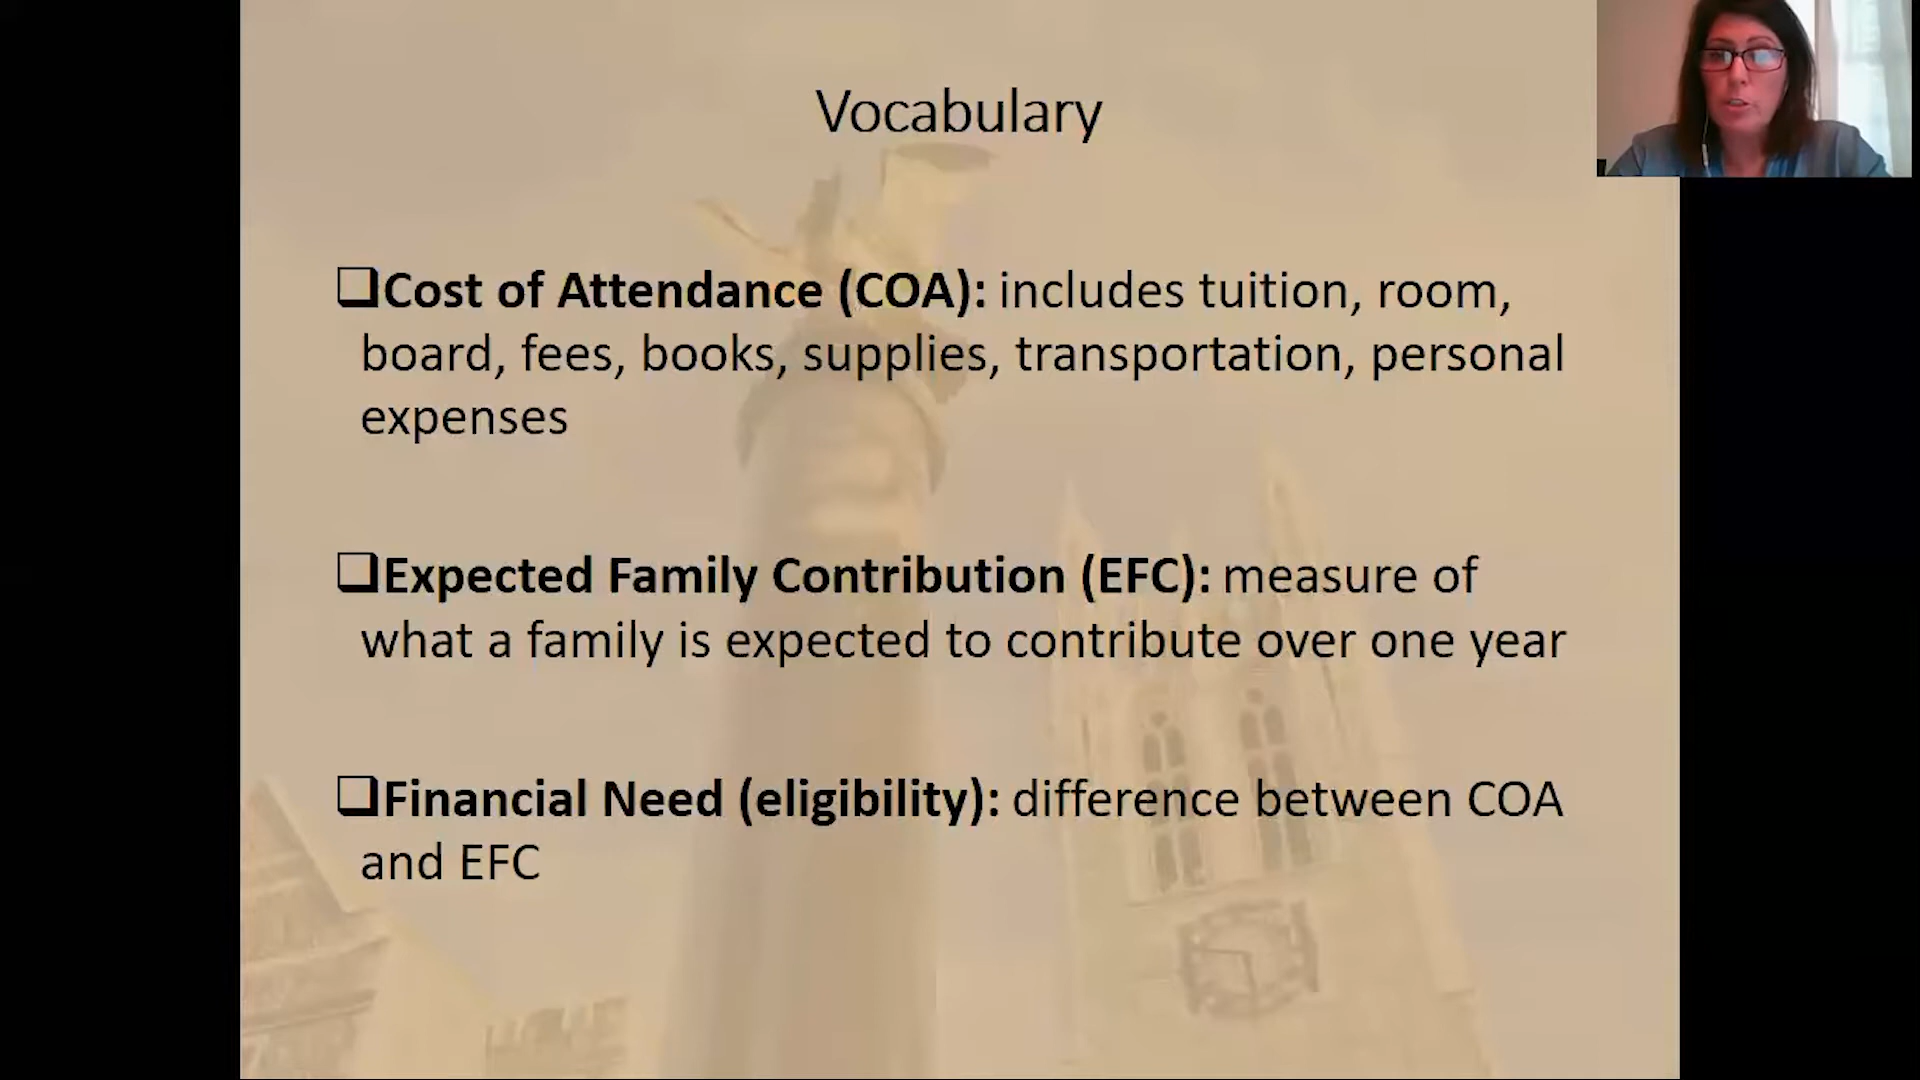 Vocabulary
❑Cost of Attendance (COA): includes tuition, room,
board, fees, books, supplies, transportation, personal
expenses
❑Expected Family Contribution (EFC): measure of
what a family is expected to contribute over one year
❑Financial Need (eligibility): difference between COA
and EFC